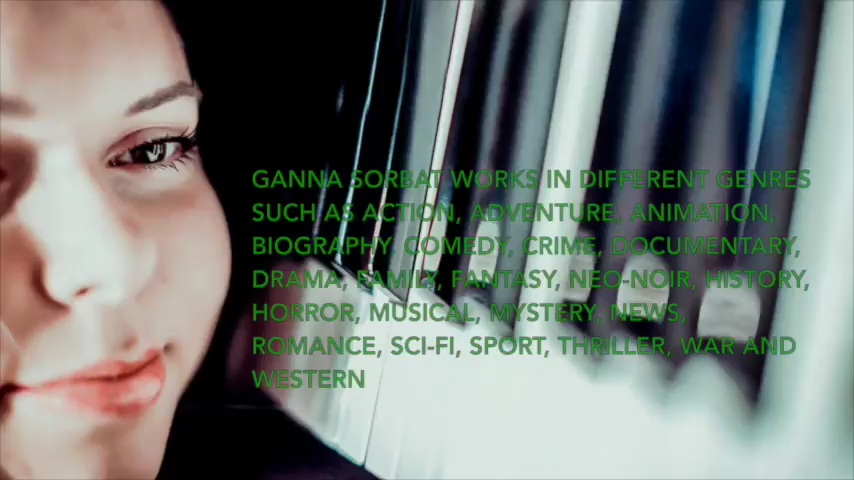 GANNA SORBAT WORKS IN DIFFERENT GENRES
SUCH AS ACTION, ADVENTURE, ANIMATION,
BIOGRAPHY, COMEDY, CRIME, DOCUMENTARY,
DRAMA, FAMILY, FANTASY, NEO-NOIR, HISTORY,
HORROR, MUSICAL, MYSTERY, NEWS,
ROMANCE, SCI-FI, SPORT, THRILLER, WAR AND
WESTERN